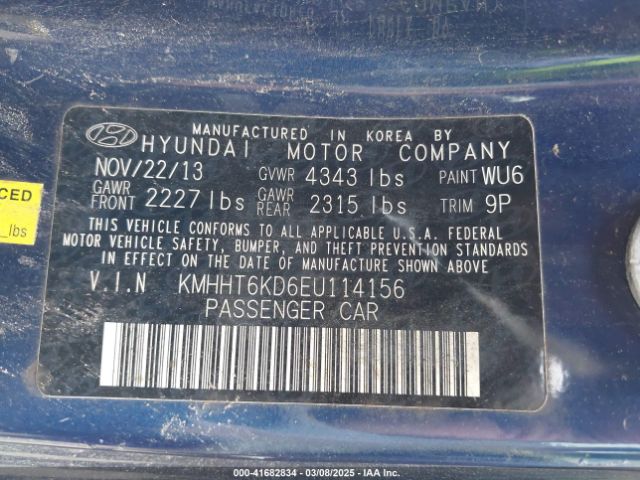 MANUFACTURED IN KOREA BY
HYUNDAI MOTOR COMPANY
NOV/22/13 GVWR 4343 lbs PAINT WU6
GAWR FRONT 2227 lbs GAWR REAR 2315 lbs TRIM 9P
THIS VEHICLE CONFORMS TO ALL APPLICABLE U.S.A. FEDERAL
MOTOR VEHICLE SAFETY, BUMPER, AND THEFT PREVENTION STANDARDS
IN EFFECT ON THE DATE OF MANUFACTURE SHOWN ABOVE.
V.I.N KMHHT6KD6EU114156
PASSENGER CAR
CED
lbs
000-41682834 - 03/08/2025 - IAA Inc.